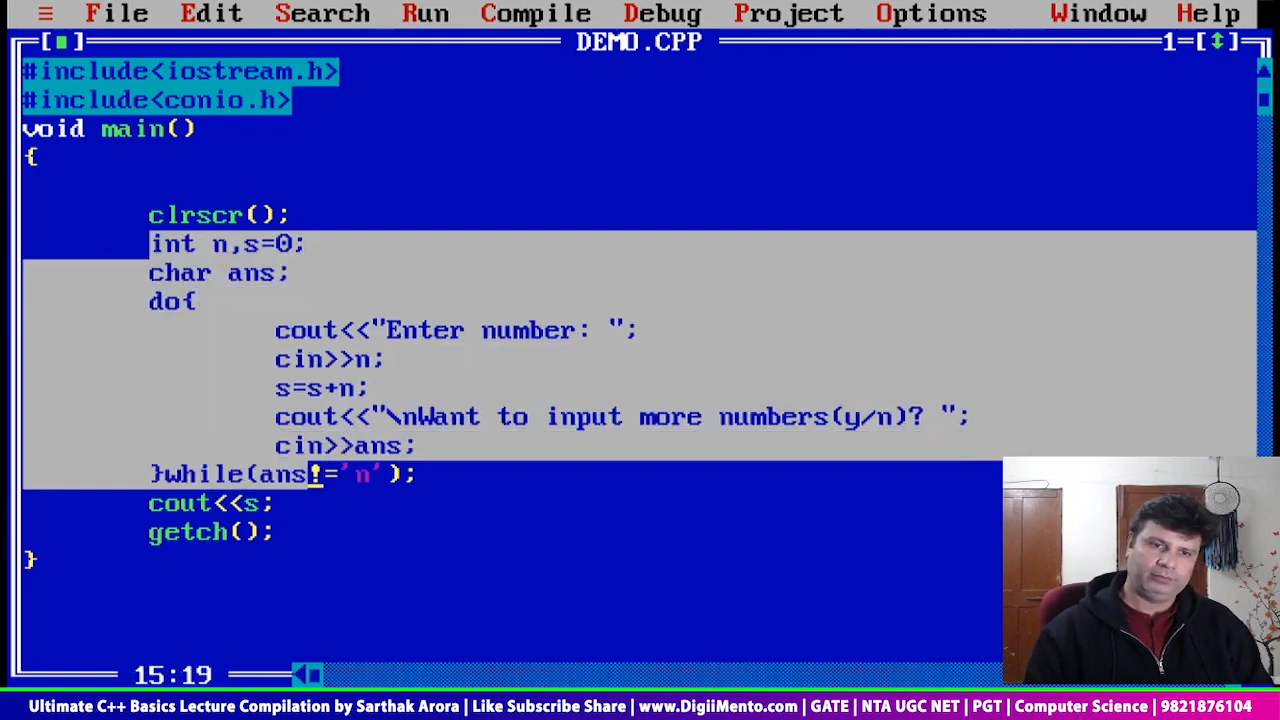 ≡ File Edit Search Run Compile Debug Project Options Window Help
[■] DEMO.CPP 1=[↕]
#include<iostream.h>
#include<conio.h>
void main()
{
clrscr();
int n,s=0;
char ans;
do{
cout<<"Enter number: ";
cin>>n;
s=s+n;
cout<<"\nWant to input more numbers(y/n)? ";
cin>>ans;
}while(ans!='n');
cout<<s;
getch();
}
15:19
Ultimate C++ Basics Lecture Compilation by Sarthak Arora | Like Subscribe Share | www.DigiiMento.com | GATE | NTA UGC NET | PGT | Computer Science | 9821876104